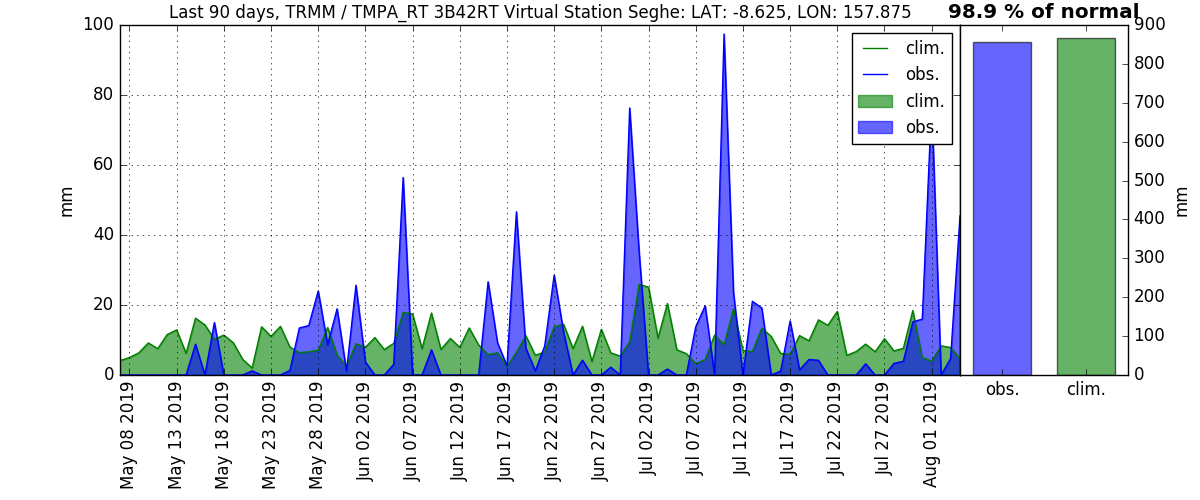 Last 90 days, TRMM / TMPA_RT 3B42RT Virtual Station Seghe: LAT: -8.625, LON: 157.875
98.9 % of normal
100
80
60
40
20
0
mm
clim.
obs.
clim.
obs.
900
800
700
600
500
400
300
200
100
0
mm
May 08 2019
May 13 2019
May 18 2019
May 23 2019
May 28 2019
Jun 02 2019
Jun 07 2019
Jun 12 2019
Jun 17 2019
Jun 22 2019
Jun 27 2019
Jul 02 2019
Jul 07 2019
Jul 12 2019
Jul 17 2019
Jul 22 2019
Jul 27 2019
Aug 01 2019
obs.
clim.